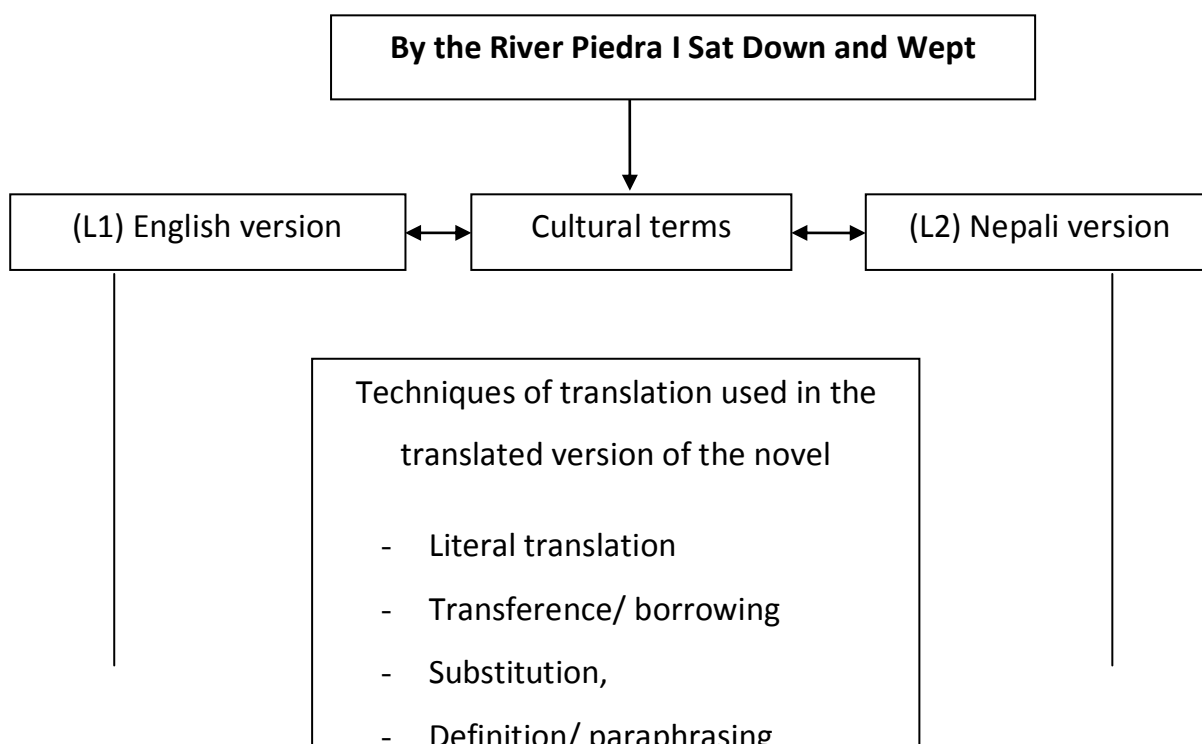 By the River Piedra I Sat Down and Wept
(L1) English version
Cultural terms
(L2) Nepali version
Techniques of translation used in the
translated version of the novel
- Literal translation
- Transference/ borrowing
- Substitution,
- Definition/ paraphrasing